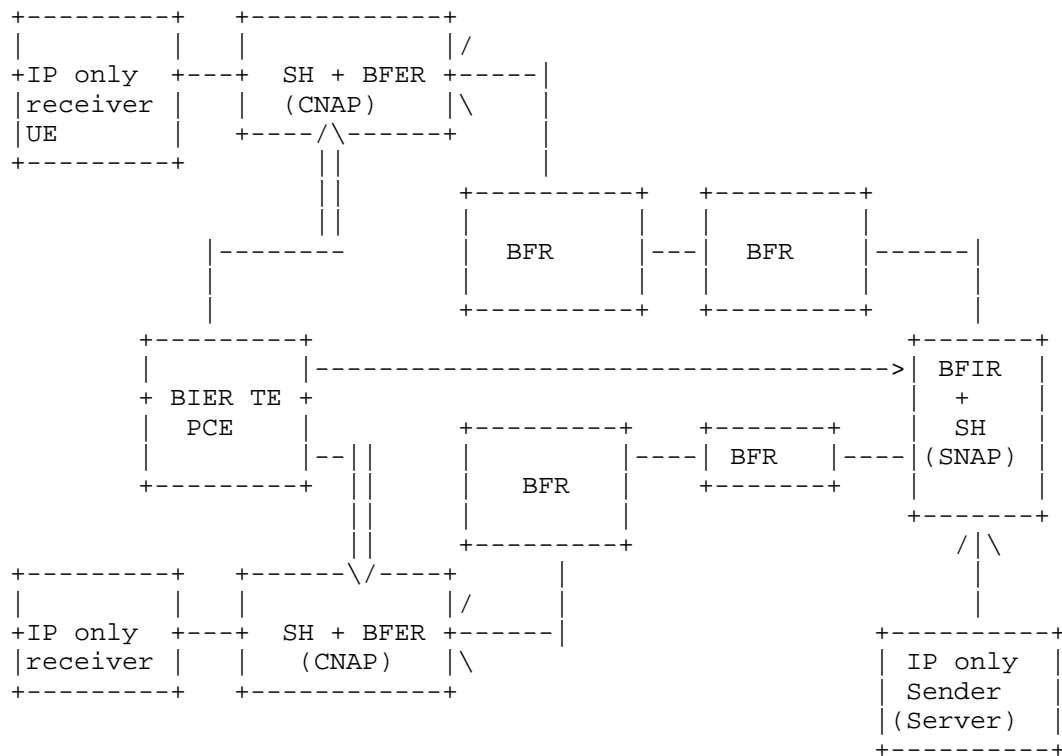 IP only
receiver
UE
SH + BFER
(CNAP)
BFR
BFR
BIER TE
PCE
BFIR
+
SH
(SNAP)
BFR
BFR
IP only
receiver
SH + BFER
(CNAP)
IP only
Sender
(Server)